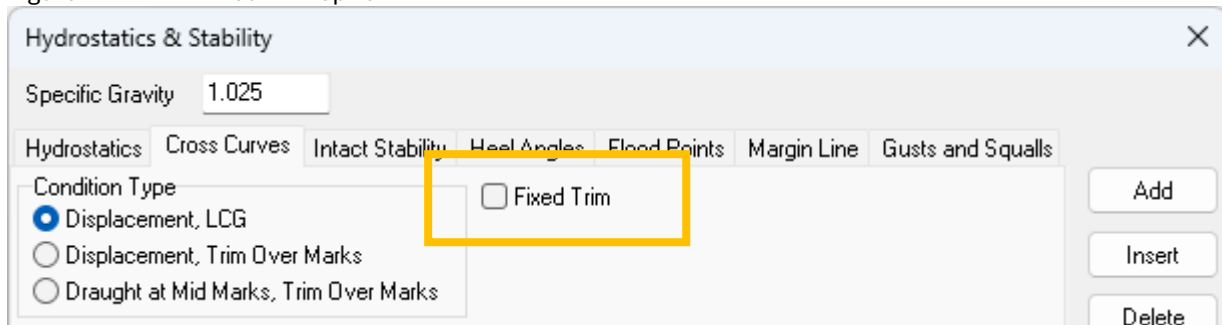 Hydrostatics & Stability
Specific Gravity 1.025
Hydrostatics Cross Curves Intact Stability Heel Angles Flood Points Margin Line Gusts and Squalls
Condition Type
Fixed Trim
Add
Displacement, LCG
Displacement, Trim Over Marks
Insert
Draught at Mid Marks, Trim Over Marks
Delete